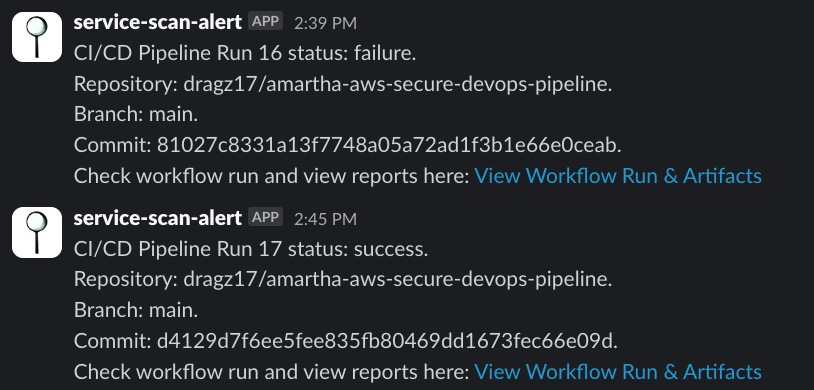 service-scan-alert APP 2:39 PM
CI/CD Pipeline Run 16 status: failure.
Repository: dragz17/amartha-aws-secure-devops-pipeline.
Branch: main.
Commit: 81027c8331a13f7748a05a72ad1f3b1e66e0ceab.
Check workflow run and view reports here: View Workflow Run & Artifacts
service-scan-alert APP 2:45 PM
CI/CD Pipeline Run 17 status: success.
Repository: dragz17/amartha-aws-secure-devops-pipeline.
Branch: main.
Commit: d4129d7f6ee5fee835fb80469dd1673fec66e09d.
Check workflow run and view reports here: View Workflow Run & Artifacts